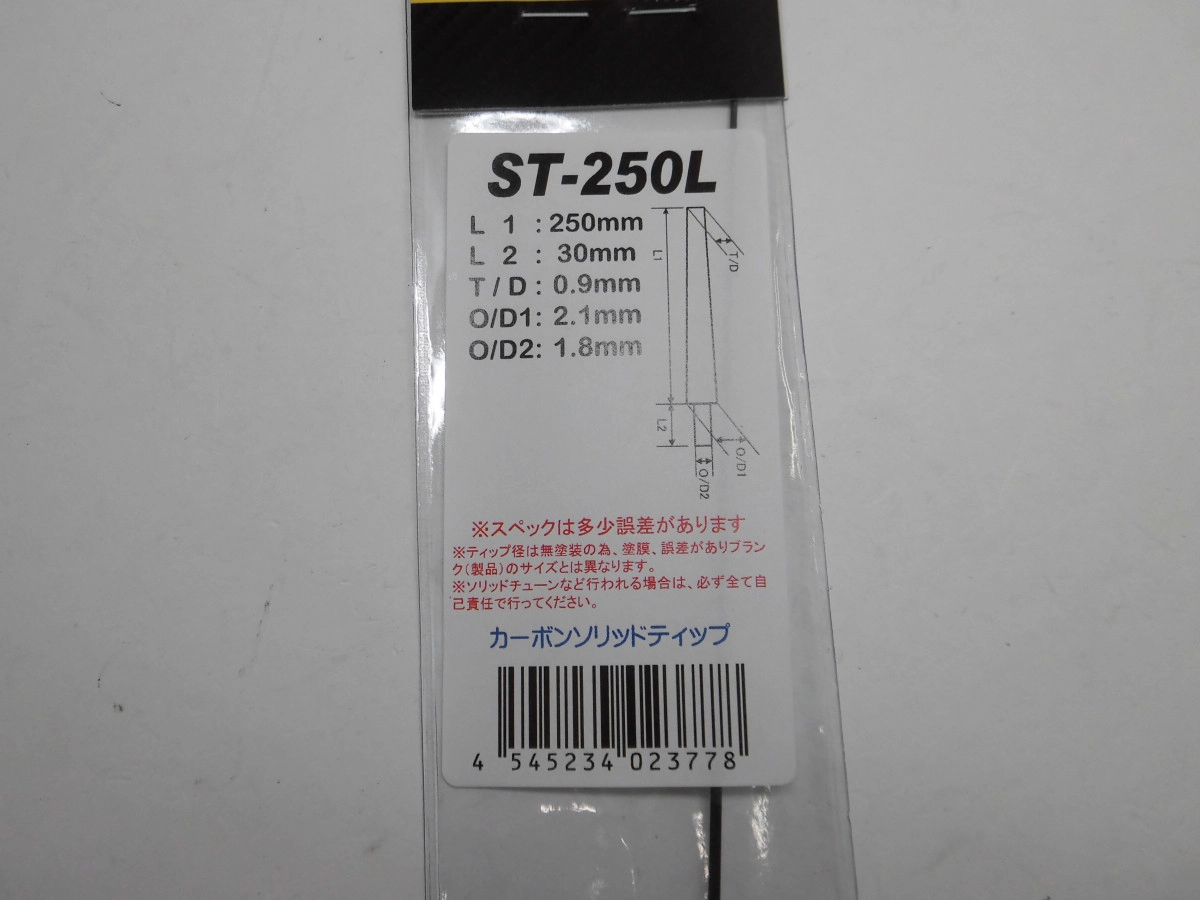 ST-250L
L 1 : 250mm
L 2 : 30mm
T / D : 0.9mm
O/D1: 2.1mm
O/D2: 1.8mm
L1
T/D
L2
O/D1
O/D2
※スペックは多少誤差があります
※ティップ径は無塗装の為、塗膜、誤差がありブラン
ク(製品)のサイズとは異なります。
※ソリッドチューンなど行われる場合は、必ず全て自
己責任で行ってください。
カーボンソリッドティップ
4 545234 023778